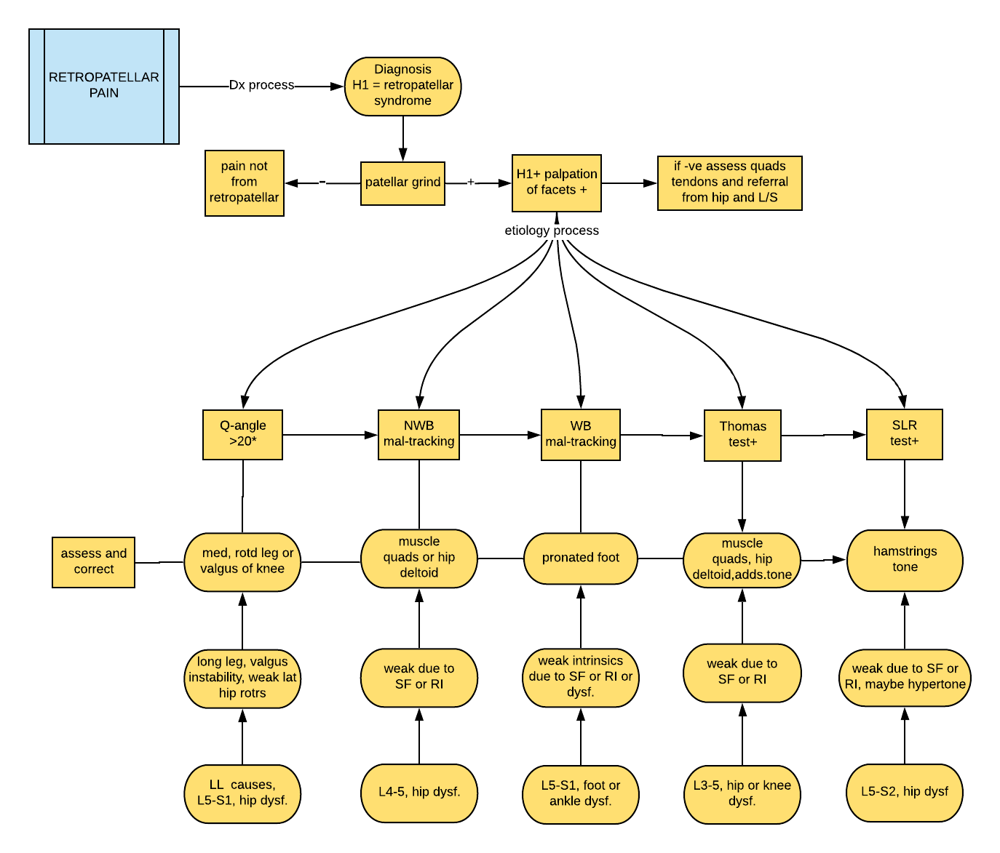 RETROPATELLAR
PAIN
Dx process
Diagnosis
H1 = retropatellar
syndrome
pain not
from
retropatellar
-
patellar grind
+
H1+ palpation
of facets +
if -ve assess quads
tendons and referral
from hip and L/S
etiology process
Q-angle
>20*
NWB
mal-tracking
WB
mal-tracking
Thomas
test+
SLR
test+
assess and
correct
med, rotd leg or
valgus of knee
muscle
quads or hip
deltoid
pronated foot
muscle
quads, hip
deltoid,adds.tone
hamstrings
tone
long leg, valgus
instability, weak lat
hip rotrs
weak due to
SF or RI
weak intrinsics
due to SF or RI or
dysf.
weak due to
SF or RI
weak due to SF or
RI, maybe hypertone
LL causes,
L5-S1, hip dysf.
L4-5, hip dysf.
L5-S1, foot or
ankle dysf.
L3-5, hip or knee
dysf.
L5-S2, hip dysf